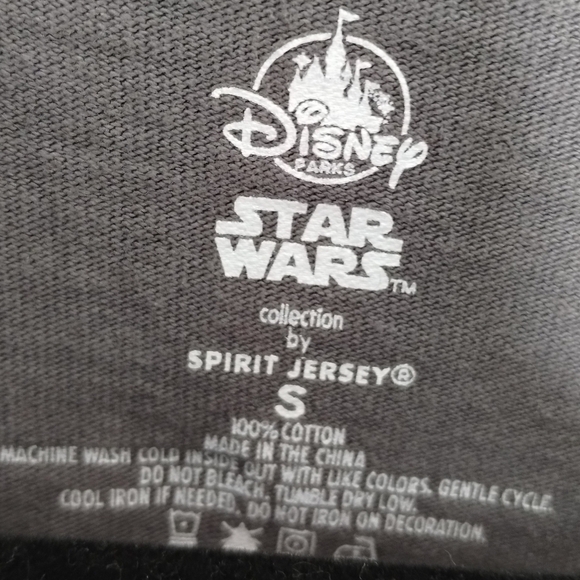 Disney
PARKS
STAR
WARS™
collection
by
SPIRIT JERSEY®
S
100% COTTON
MADE IN THE CHINA
MACHINE WASH COLD INSIDE OUT WITH LIKE COLORS. GENTLE CYCLE.
DO NOT BLEACH, TUMBLE DRY LOW.
COOL IRON IF NEEDED, DO NOT IRON ON DECORATION.